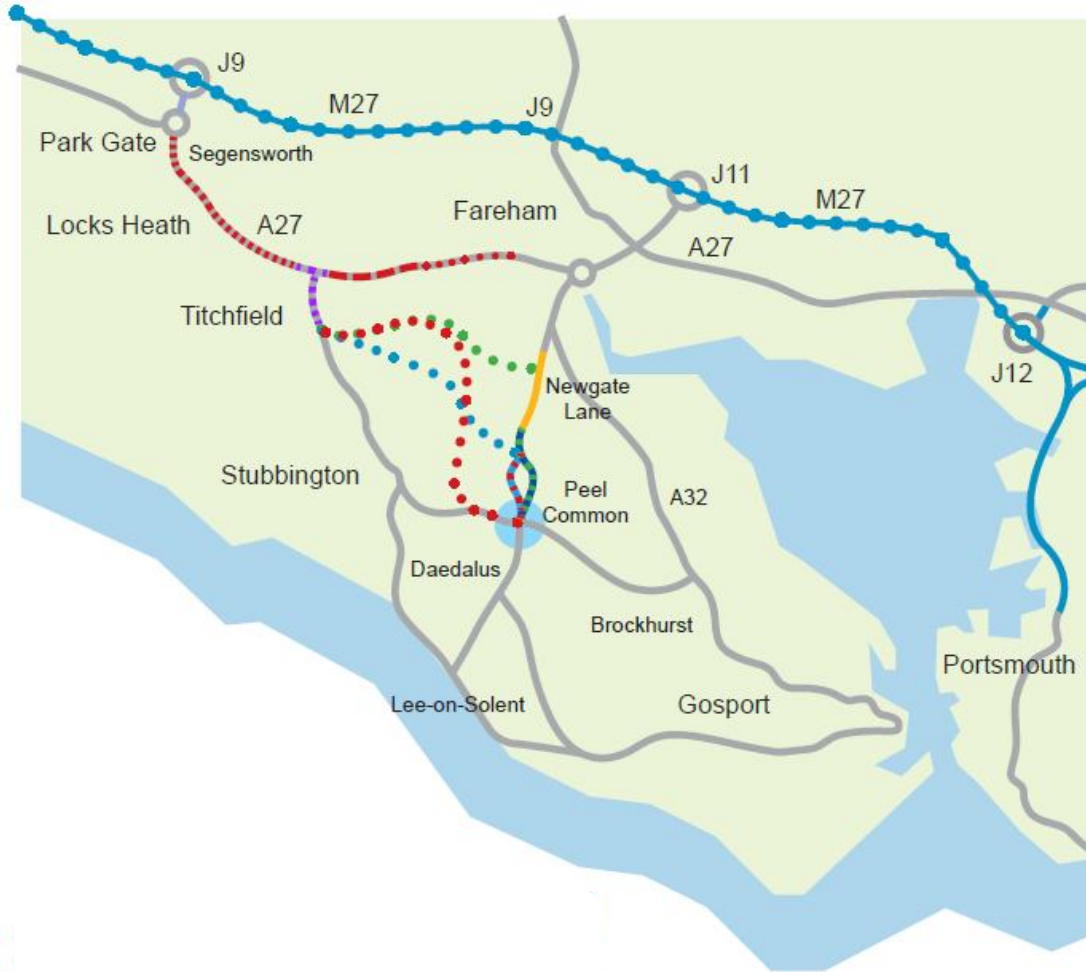 J9
M27
J9
Park Gate
Segensworth
J11
M27
Locks Heath
A27
Fareham
A27
Titchfield
J12
Newgate
Lane
Stubbington
Peel
Common
A32
Daedalus
Brockhurst
Portsmouth
Lee-on-Solent
Gosport